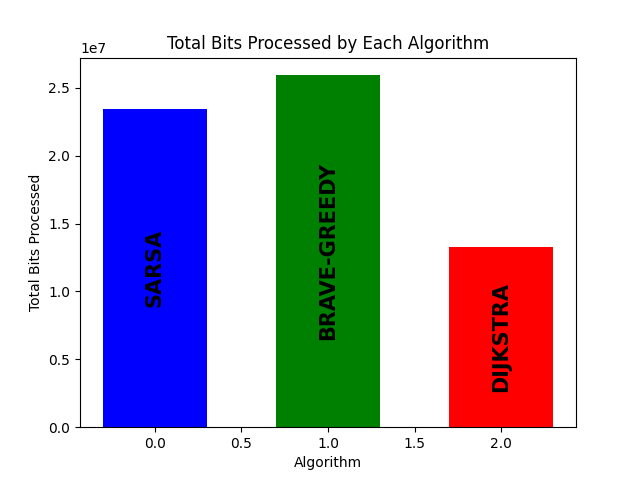 Total Bits Processed by Each Algorithm
1e7
2.5
2.0
1.5
1.0
0.5
0.0
Total Bits Processed
SARSA
BRAVE-GREEDY
DIJKSTRA
0.0 0.5 1.0 1.5 2.0
Algorithm